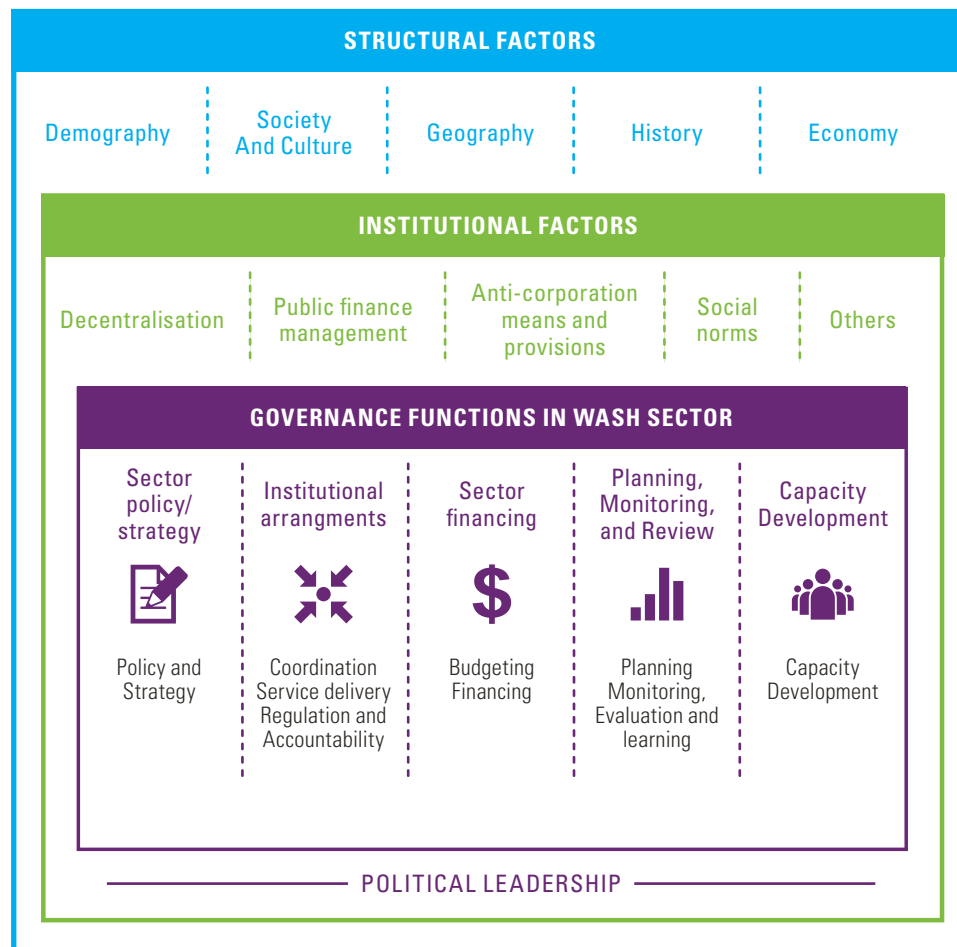 STRUCTURAL FACTORS
Demography
Society
And Culture
Geography
History
Economy
INSTITUTIONAL FACTORS
Decentralisation
Public finance
management
Anti-corporation
means and
provisions
Social
norms
Others
GOVERNANCE FUNCTIONS IN WASH SECTOR
Sector
policy/
strategy
Institutional
arrangments
Sector
financing
Planning,
Monitoring,
and Review
Capacity
Development
$
Policy and
Strategy
Coordination
Service delivery
Regulation and
Accountability
Budgeting
Financing
Planning
Monitoring,
Evaluation and
learning
Capacity
Development
POLITICAL LEADERSHIP